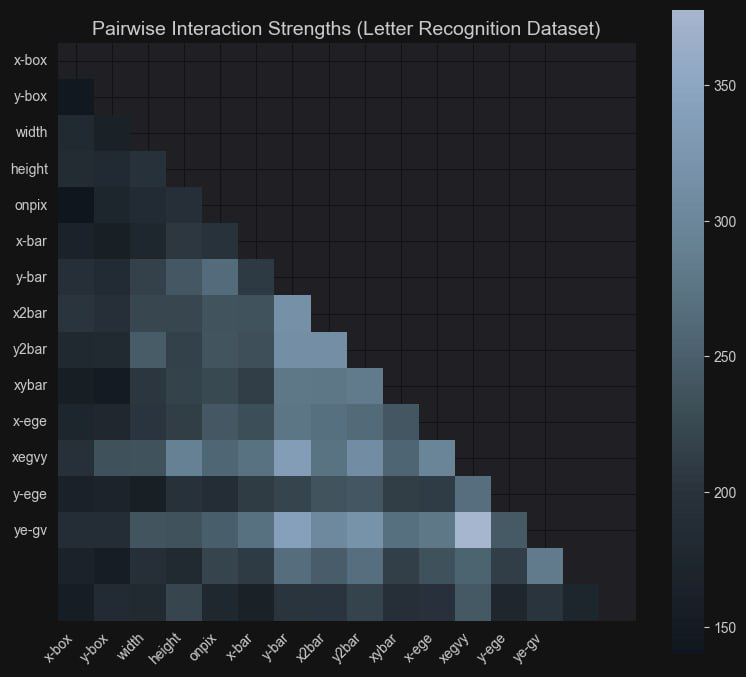 Pairwise Interaction Strengths (Letter Recognition Dataset)
x-box
y-box
width
height
onpix
x-bar
y-bar
x2bar
y2bar
xybar
x-ege
xegvy
y-ege
ye-gv
x-box
y-box
width
height
onpix
x-bar
y-bar
x2bar
y2bar
xybar
x-ege
xegvy
y-ege
ye-gv
350
300
250
200
150